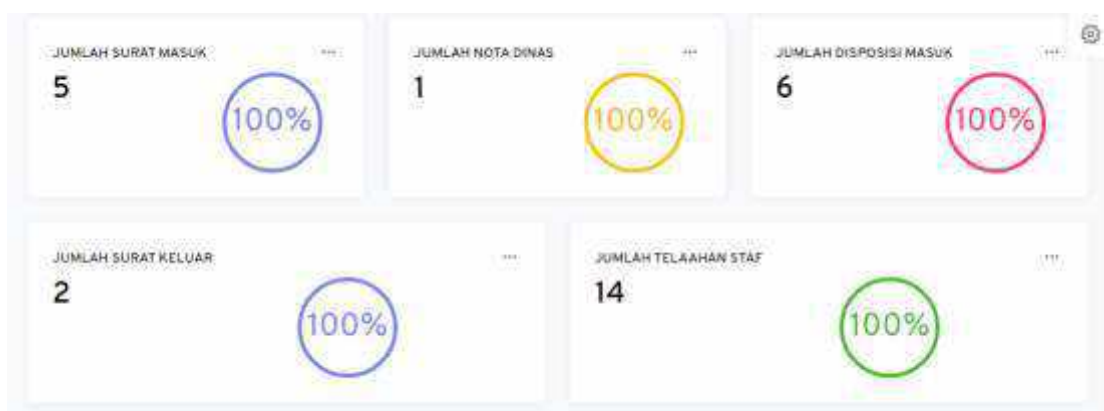 JUMLAH SURAT MASUK
5
100%
JUMLAH NOTA DINAS
1
100%
JUMLAH DISPOSISI MASUK
6
100%
JUMLAH SURAT KELUAR
2
100%
JUMLAH TELAAHAN STAF
14
100%